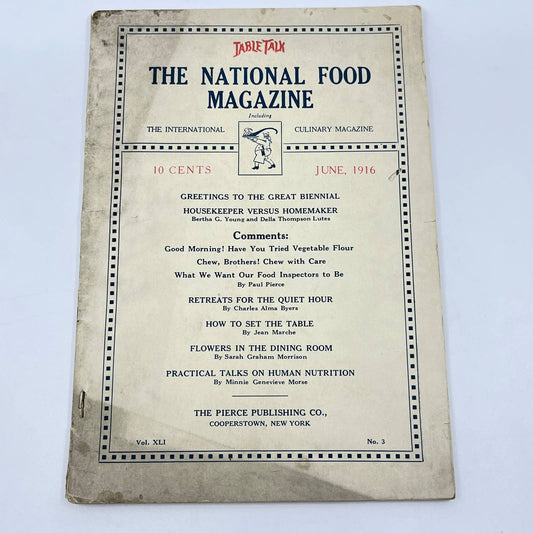 TABLE TALK
THE NATIONAL FOOD
MAGAZINE
Including
THE INTERNATIONAL CULINARY MAGAZINE
10 CENTS JUNE, 1916
GREETINGS TO THE GREAT BIENNIAL
HOUSEKEEPER VERSUS HOMEMAKER
Bertha G. Young and Della Thompson Lutes
Comments:
Good Morning! Have You Tried Vegetable Flour
Chew, Brothers! Chew with Care
What We Want Our Food Inspectors to Be
By Paul Pierce
RETREATS FOR THE QUIET HOUR
By Charles Alma Byers
HOW TO SET THE TABLE
By Jean Marche
FLOWERS IN THE DINING ROOM
By Sarah Graham Morrison
PRACTICAL TALKS ON HUMAN NUTRITION
By Minnie Genevieve Morse
THE PIERCE PUBLISHING CO.,
COOPERSTOWN, NEW YORK
Vol. XLI No. 3